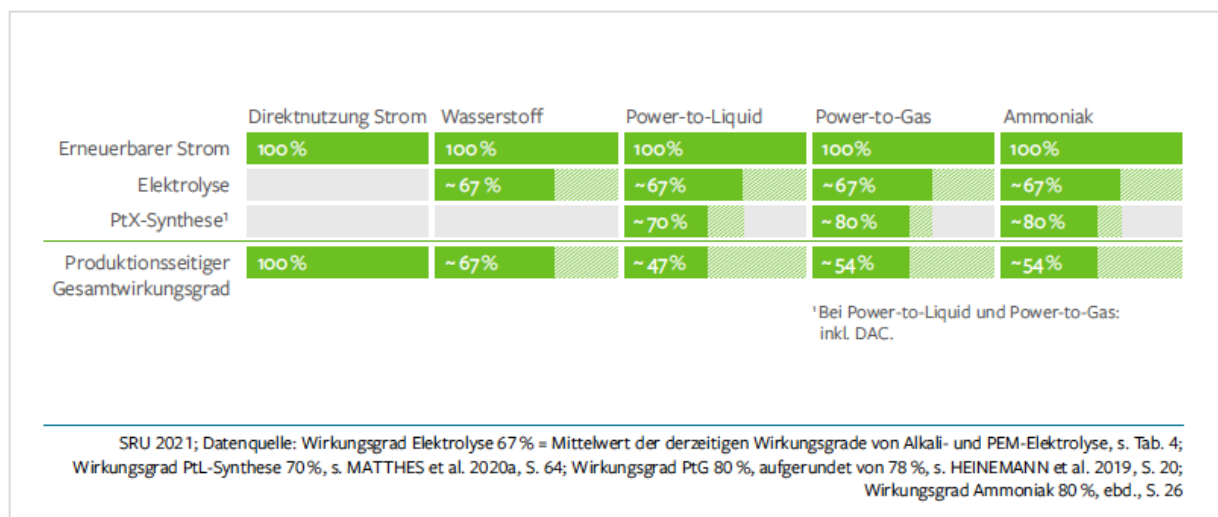 Direktnutzung Strom Wasserstoff Power-to-Liquid Power-to-Gas Ammoniak
Erneuerbarer Strom 100 % 100 % 100 % 100 % 100 %
Elektrolyse ~ 67 % ~67 % ~67 % ~67 %
PtX-Synthese¹ ~ 70 % ~ 80 % ~ 80 %
Produktionsseitiger 100 % ~ 67 % ~ 47 % ~ 54 % ~54 %
Gesamtwirkungsgrad
¹ Bei Power-to-Liquid und Power-to-Gas:
inkl. DAC.
SRU 2021; Datenquelle: Wirkungsgrad Elektrolyse 67 % = Mittelwert der derzeitigen Wirkungsgrade von Alkali- und PEM-Elektrolyse, s. Tab. 4;
Wirkungsgrad PtL-Synthese 70 %, s. MATTHES et al. 2020a, S. 64; Wirkungsgrad PtG 80 %, aufgerundet von 78 %, s. HEINEMANN et al. 2019, S. 20;
Wirkungsgrad Ammoniak 80 %, ebd., S. 26